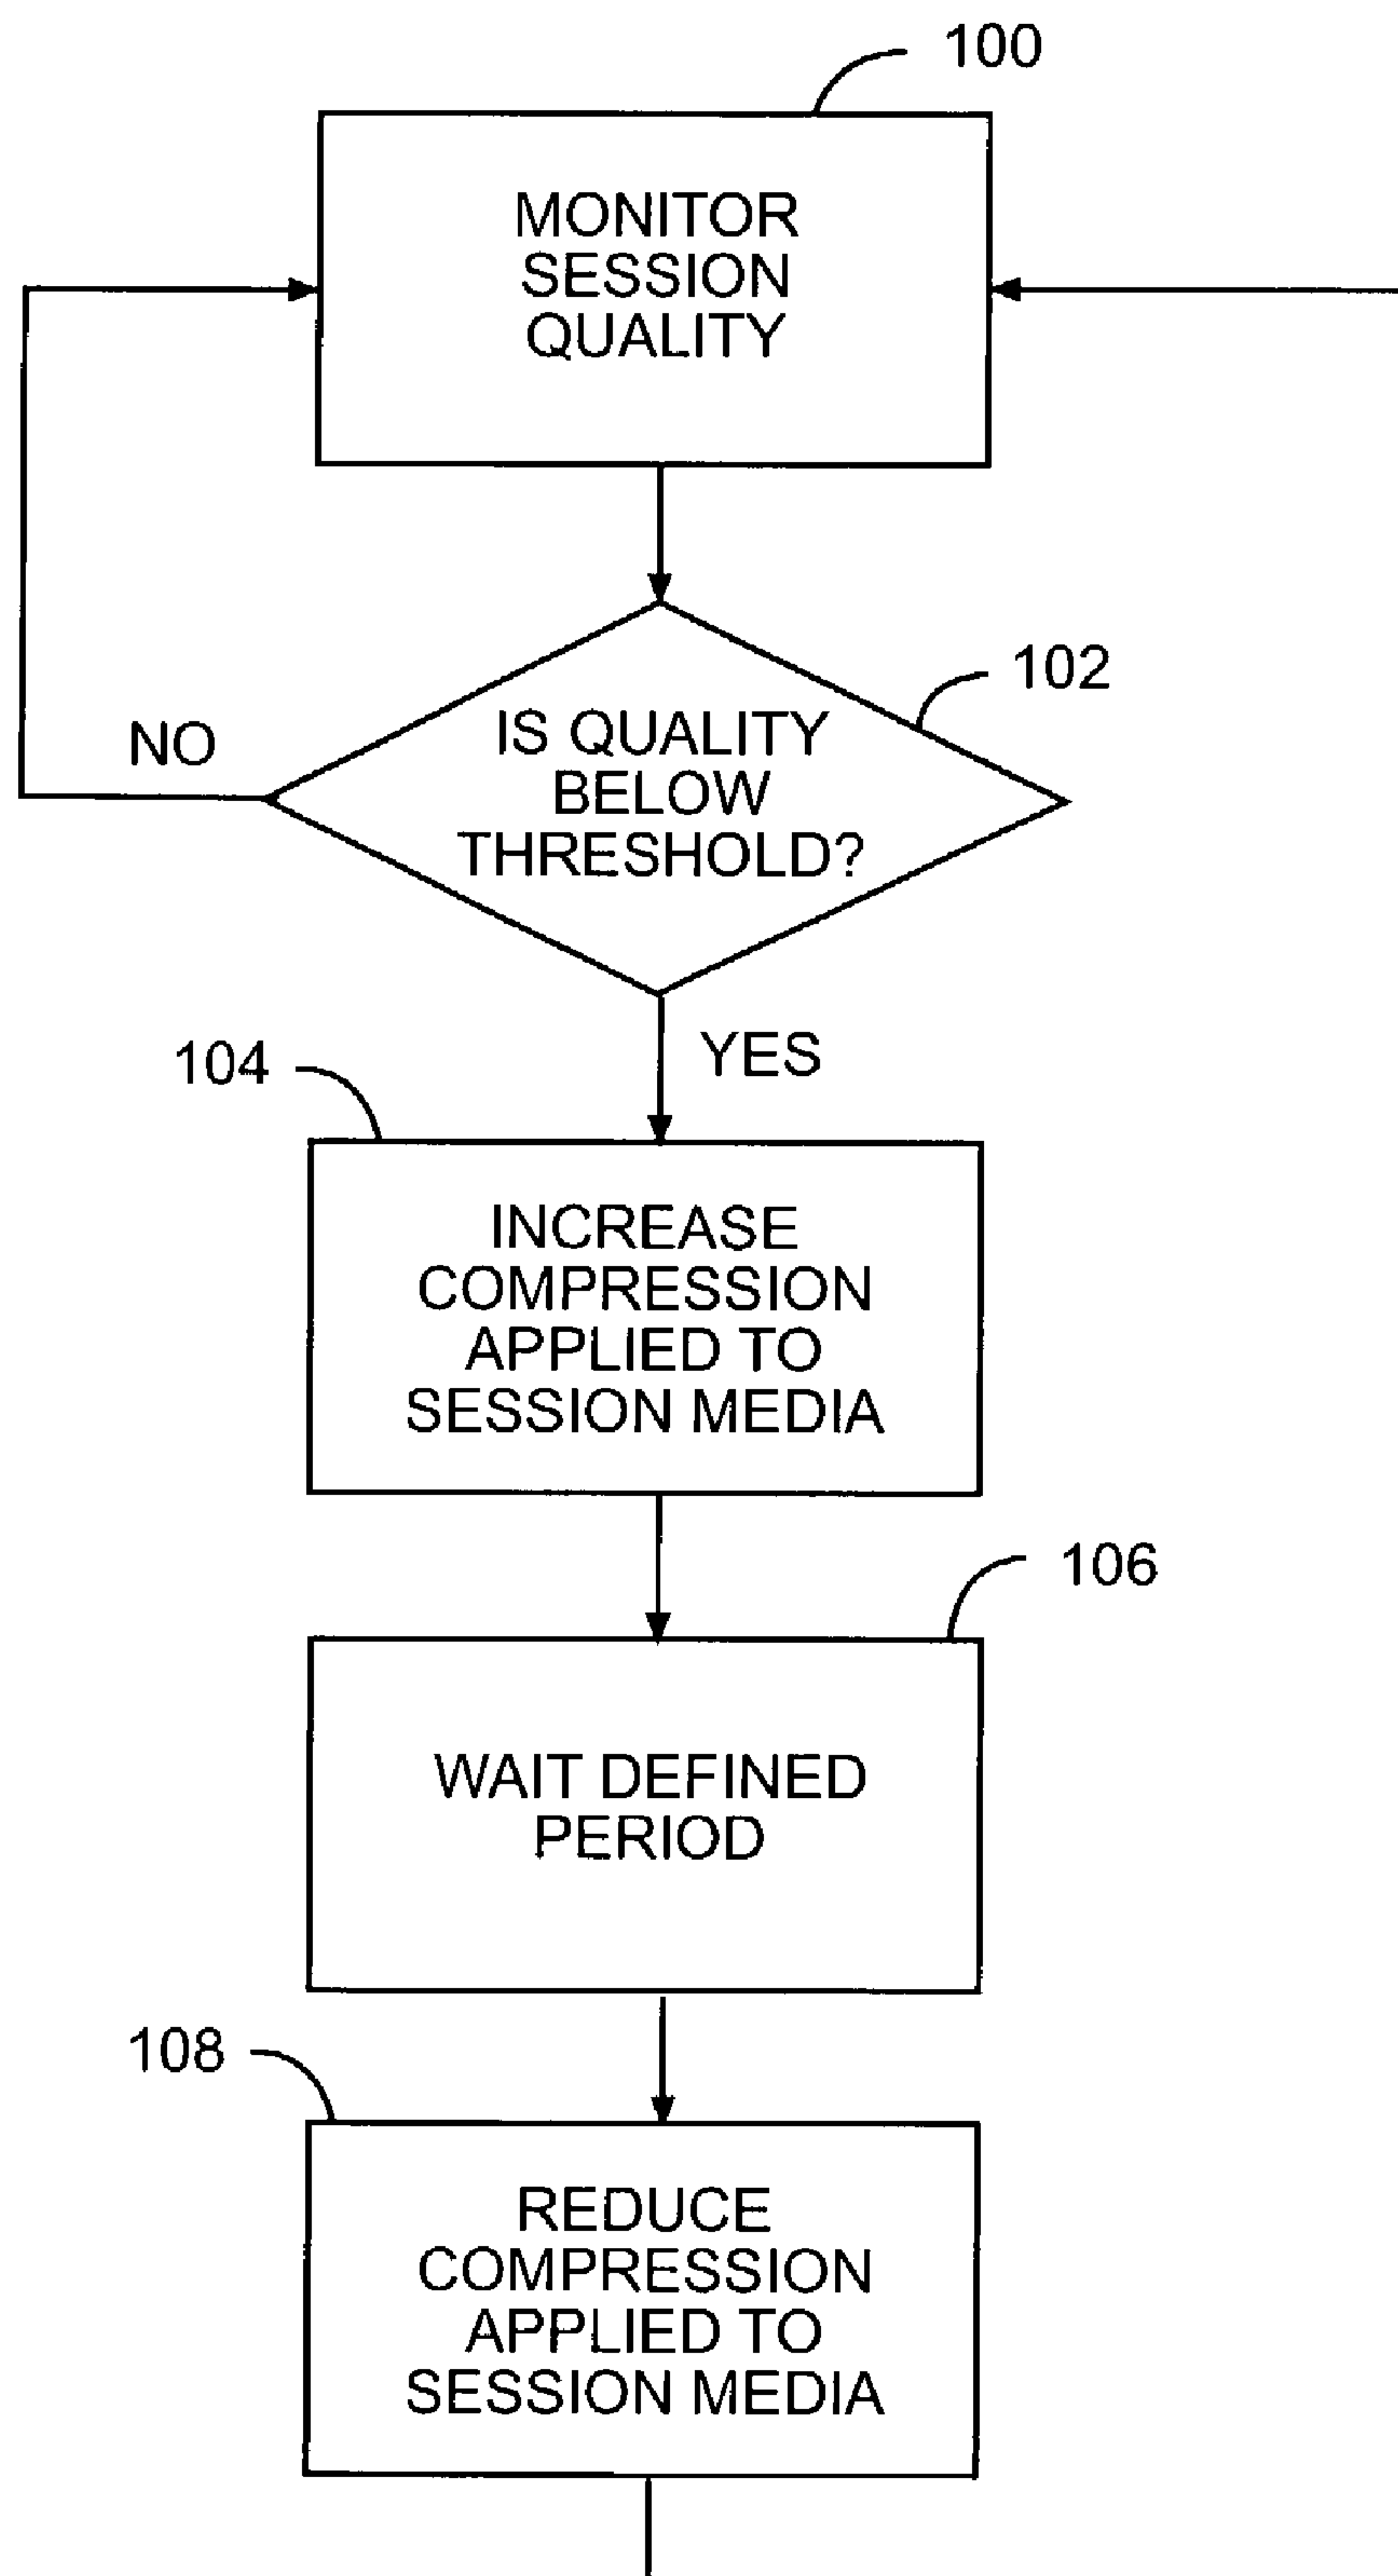 100
MONITOR
SESSION
QUALITY
102
IS QUALITY
BELOW
THRESHOLD?
NO
YES
104
INCREASE
COMPRESSION
APPLIED TO
SESSION MEDIA
106
WAIT DEFINED
PERIOD
108
REDUCE
COMPRESSION
APPLIED TO
SESSION MEDIA